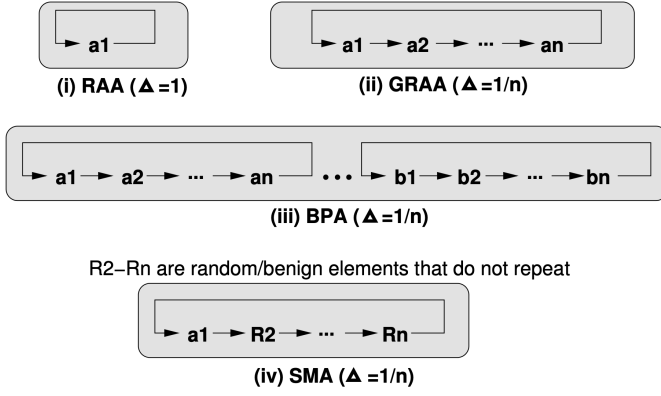 a1
(i) RAA (Δ =1)
a1 a2 ... an
(ii) GRAA (Δ =1/n)
a1 a2 ... an ... b1 b2 ... bn
(iii) BPA (Δ =1/n)
R2–Rn are random/benign elements that do not repeat
a1 R2 ... Rn
(iv) SMA (Δ =1/n)